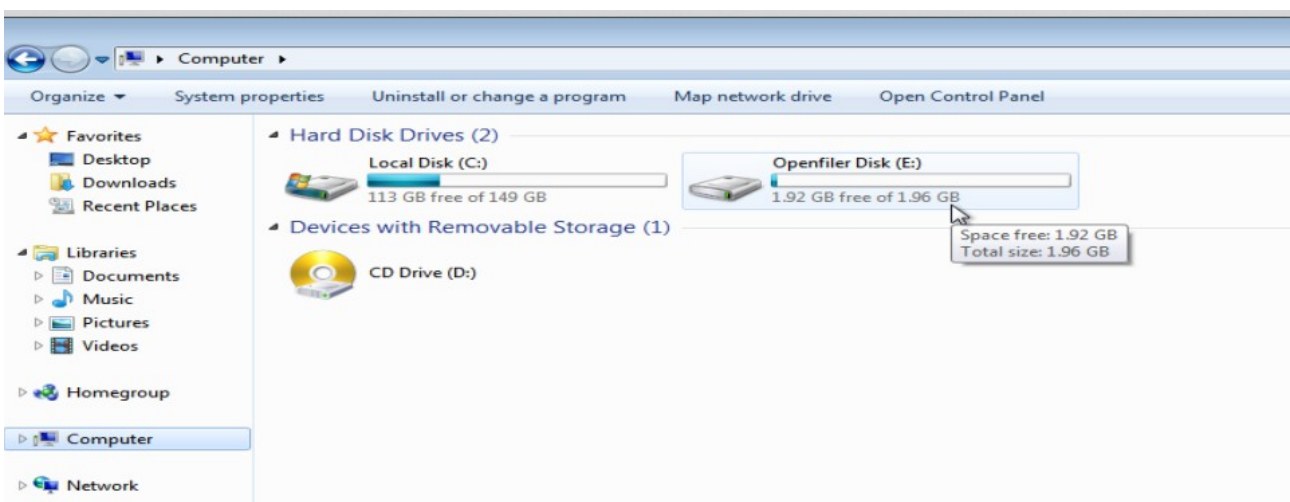 Computer
Organize System properties Uninstall or change a program Map network drive Open Control Panel
Favorites
Desktop
Downloads
Recent Places
Libraries
Documents
Music
Pictures
Videos
Homegroup
Computer
Network
Hard Disk Drives (2)
Local Disk (C:)
113 GB free of 149 GB
Openfiler Disk (E:)
1.92 GB free of 1.96 GB
Space free: 1.92 GB
Total size: 1.96 GB
Devices with Removable Storage (1)
CD Drive (D:)